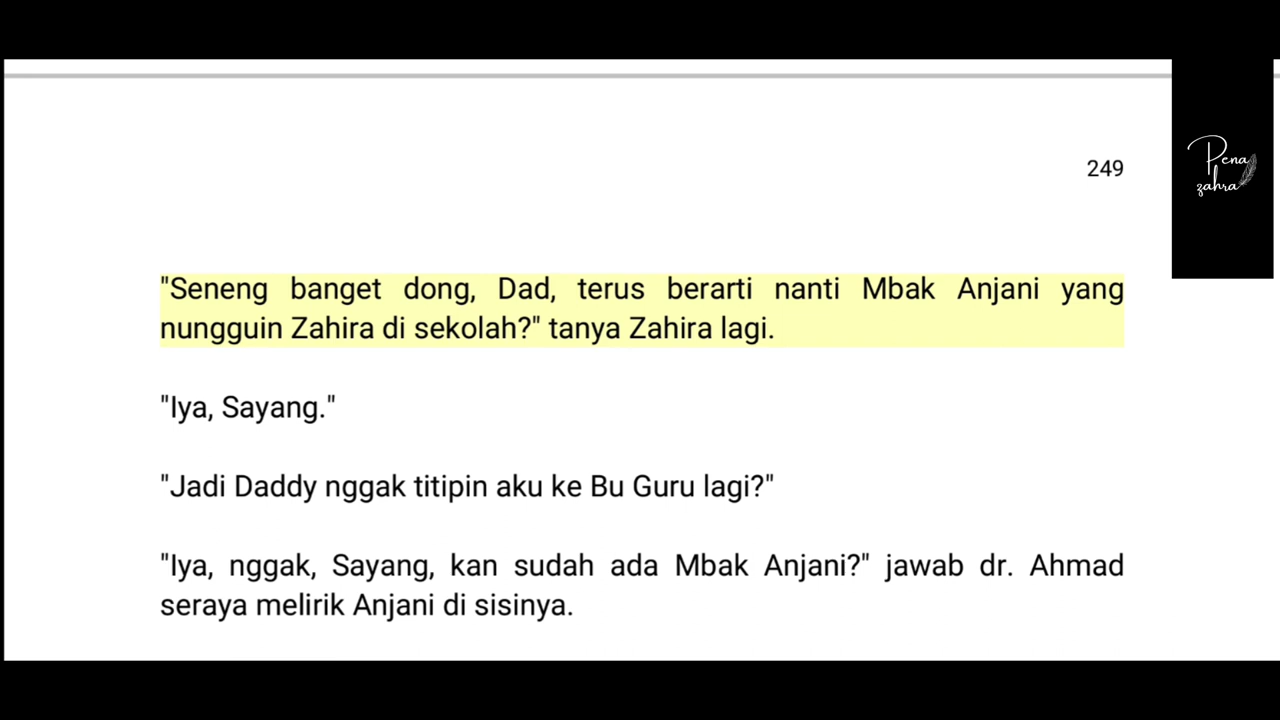 249
Pena
zahra
"Seneng banget dong, Dad, terus berarti nanti Mbak Anjani yang
nungguin Zahira di sekolah?" tanya Zahira lagi.
"Iya, Sayang."
"Jadi Daddy nggak titipin aku ke Bu Guru lagi?"
"Iya, nggak, Sayang, kan sudah ada Mbak Anjani?" jawab dr. Ahmad
seraya melirik Anjani di sisinya.